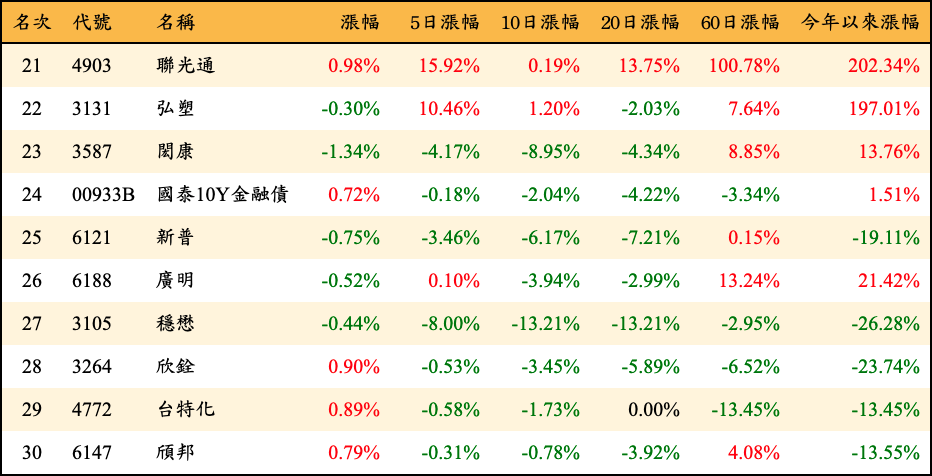 名次 代號 名稱 漲幅 5日漲幅 10日漲幅 20日漲幅 60日漲幅 今年以來漲幅
21 4903 聯光通 0.98% 15.92% 0.19% 13.75% 100.78% 202.34%
22 3131 弘塑 -0.30% 10.46% 1.20% -2.03% 7.64% 197.01%
23 3587 閎康 -1.34% -4.17% -8.95% -4.34% 8.85% 13.76%
24 00933B 國泰10Y金融債 0.72% -0.18% -2.04% -4.22% -3.34% 1.51%
25 6121 新普 -0.75% -3.46% -6.17% -7.21% 0.15% -19.11%
26 6188 廣明 -0.52% 0.10% -3.94% -2.99% 13.24% 21.42%
27 3105 穩懋 -0.44% -8.00% -13.21% -13.21% -2.95% -26.28%
28 3264 欣銓 0.90% -0.53% -3.45% -5.89% -6.52% -23.74%
29 4772 台特化 0.89% -0.58% -1.73% 0.00% -13.45% -13.45%
30 6147 頎邦 0.79% -0.31% -0.78% -3.92% 4.08% -13.55%